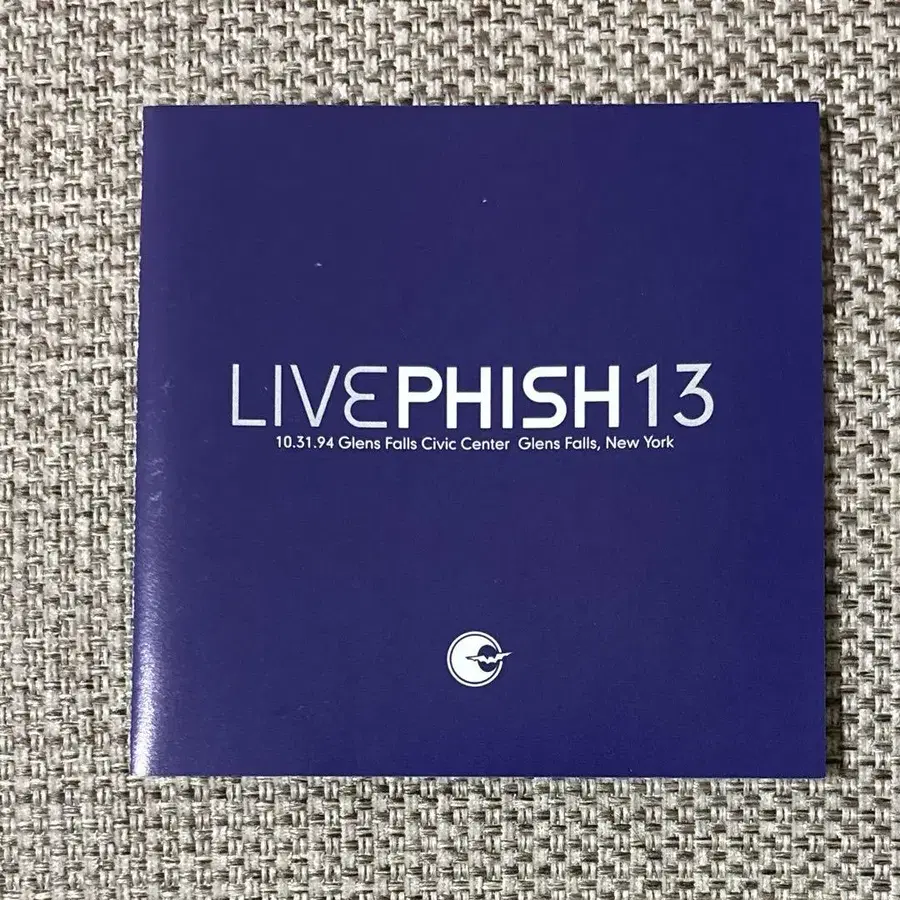 LIVEPHISH13
10.31.94 Glens Falls Civic Center Glens Falls, New York